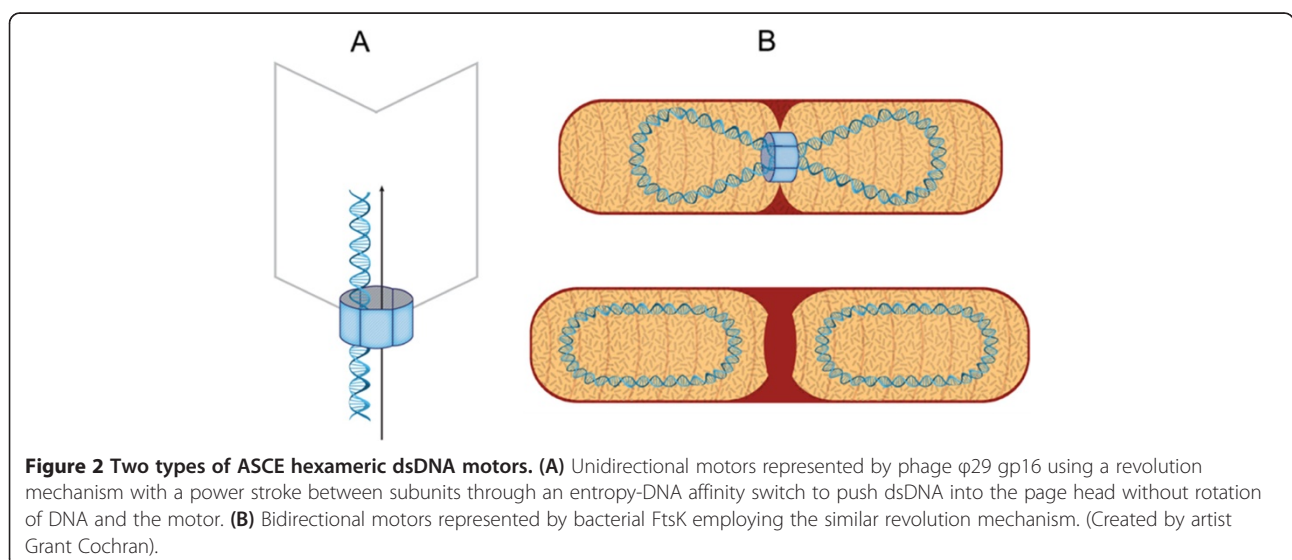 A
B
Figure 2 Two types of ASCE hexameric dsDNA motors. (A) Unidirectional motors represented by phage φ29 gp16 using a revolution
mechanism with a power stroke between subunits through an entropy-DNA affinity switch to push dsDNA into the page head without rotation
of DNA and the motor. (B) Bidirectional motors represented by bacterial FtsK employing the similar revolution mechanism. (Created by artist
Grant Cochran).